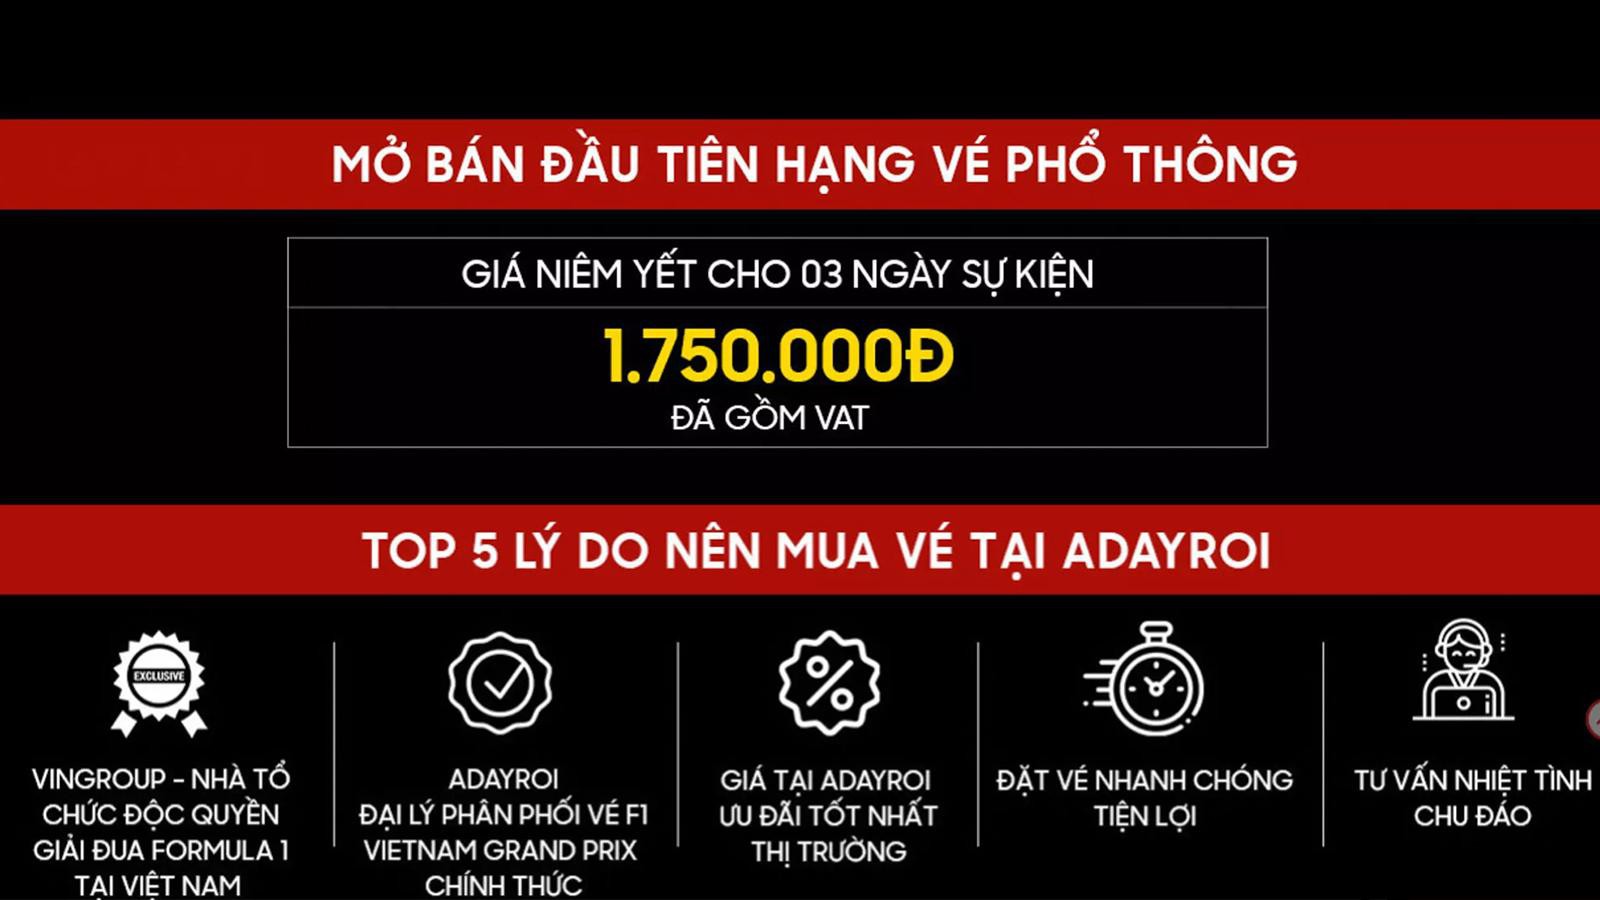 MỞ BÁN ĐẦU TIÊN HẠNG VÉ PHỔ THÔNG
GIÁ NIÊM YẾT CHO 03 NGÀY SỰ KIỆN
1.750.000Đ
ĐÃ GỒM VAT
TOP 5 LÝ DO NÊN MUA VÉ TẠI ADAYROI
EXCLUSIVE
VINGROUP - NHÀ TỔ
CHỨC ĐỘC QUYỀN
GIẢI ĐUA FORMULA 1
TẠI VIỆT NAM
ADAYROI
ĐẠI LÝ PHÂN PHỐI VÉ F1
VIETNAM GRAND PRIX
CHÍNH THỨC
GIÁ TẠI ADAYROI
ƯU ĐÃI TỐT NHẤT
THỊ TRƯỜNG
ĐẶT VÉ NHANH CHÓNG
TIỆN LỢI
TƯ VẤN NHIỆT TÌNH
CHU ĐÁO